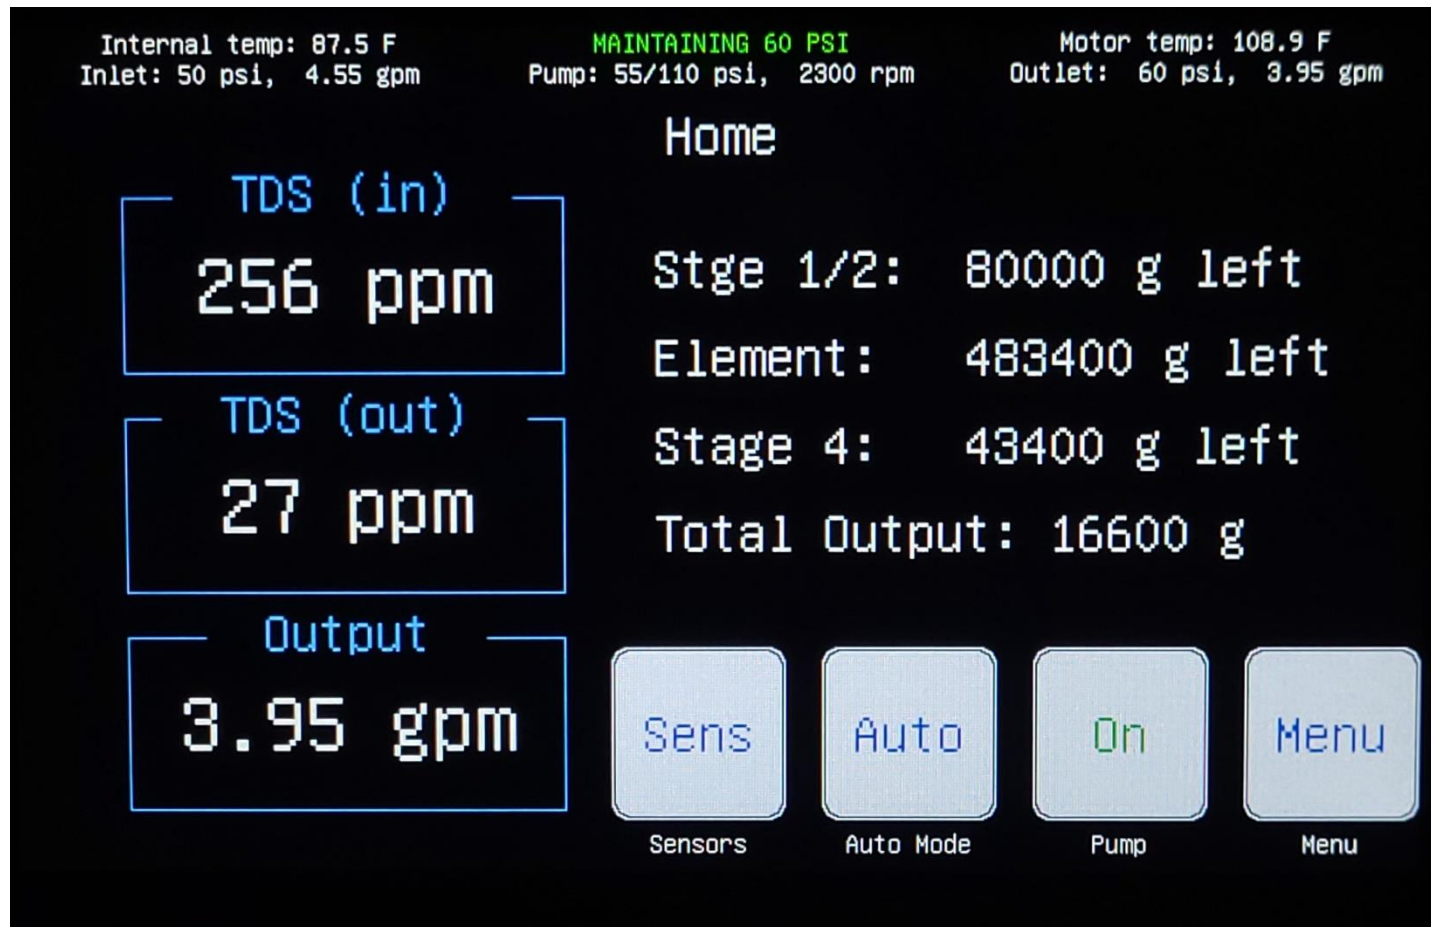 Internal temp: 87.5 F
MAINTAINING 60 PSI
Motor temp: 108.9 F
Inlet: 50 psi, 4.55 gpm
Pump: 55/110 psi, 2300 rpm
Outlet: 60 psi, 3.95 gpm
Home
TDS (in)
256 ppm
TDS (out)
27 ppm
Output
3.95 gpm
Stge 1/2: 80000 g left
Element: 483400 g left
Stage 4: 43400 g left
Total Output: 16600 g
Sens
Auto
On
Menu
Sensors
Auto Mode
Pump
Menu